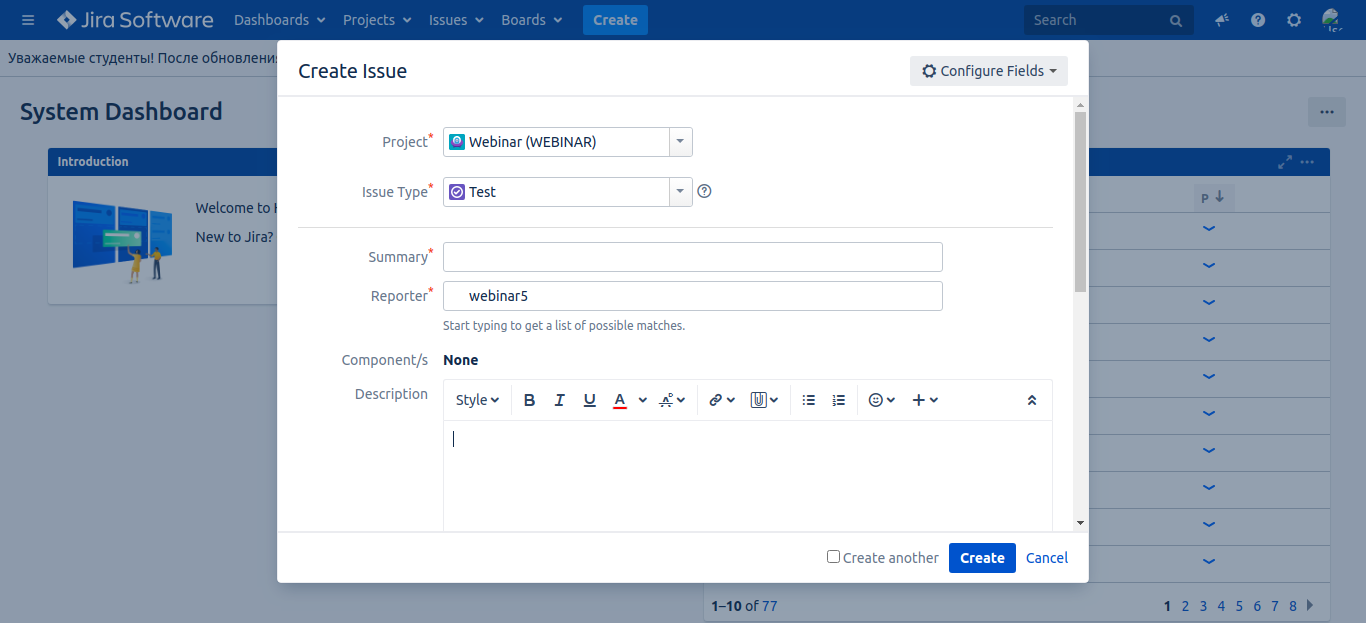 Jira Software Dashboards Projects Issues Boards Create Search
Уважаемые студенты! После обновления
System Dashboard
Introduction
Welcome to
New to Jira?
Create Issue
Configure Fields
Project* Webinar (WEBINAR)
Issue Type* Test
Summary*
Reporter* webinar5
Start typing to get a list of possible matches.
Component/s None
Description
Style B I U A
P
Create another Create Cancel
1–10 of 77
1 2 3 4 5 6 7 8